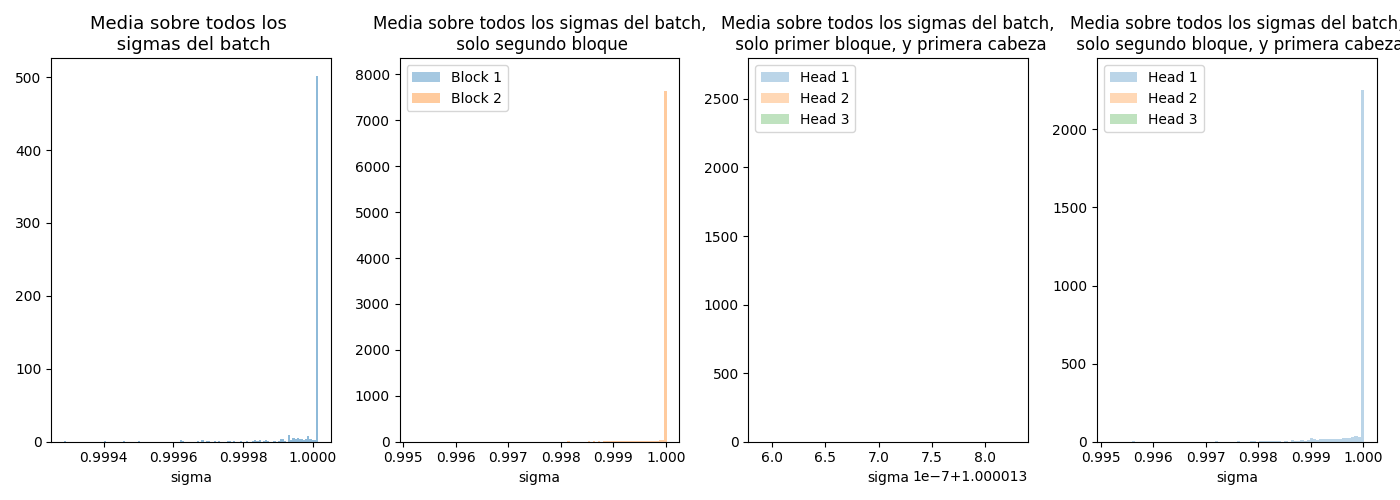 Media sobre todos los
sigmas del batch
500
400
300
200
100
0
0.9994
0.9996
0.9998
1.0000
sigma
Media sobre todos los sigmas del batch,
solo segundo bloque
Block 1
Block 2
8000
7000
6000
5000
4000
3000
2000
1000
0
0.995
0.996
0.997
0.998
0.999
1.000
sigma
Media sobre todos los sigmas del batch,
solo primer bloque, y primera cabeza
Head 1
Head 2
Head 3
2500
2000
1500
1000
500
0
6.0
6.5
7.0
7.5
8.0
sigma
1e−7+1.000013
Media sobre todos los sigmas del batch,
solo segundo bloque, y primera cabeza
Head 1
Head 2
Head 3
2000
1500
1000
500
0
0.995
0.996
0.997
0.998
0.999
1.000
sigma